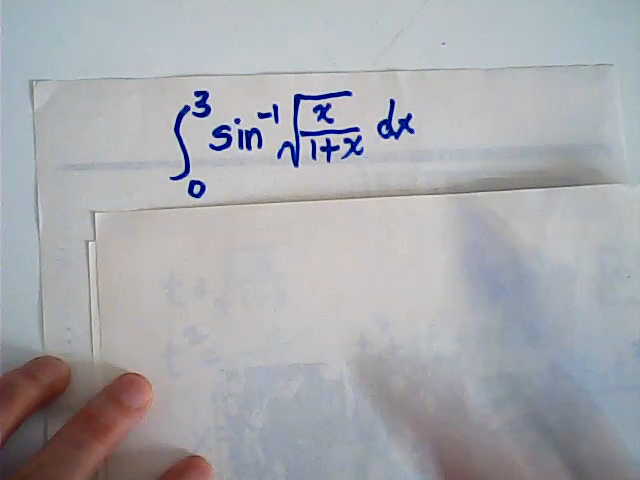 ∫₀³ sin⁻¹ √(x/(1+x)) dx